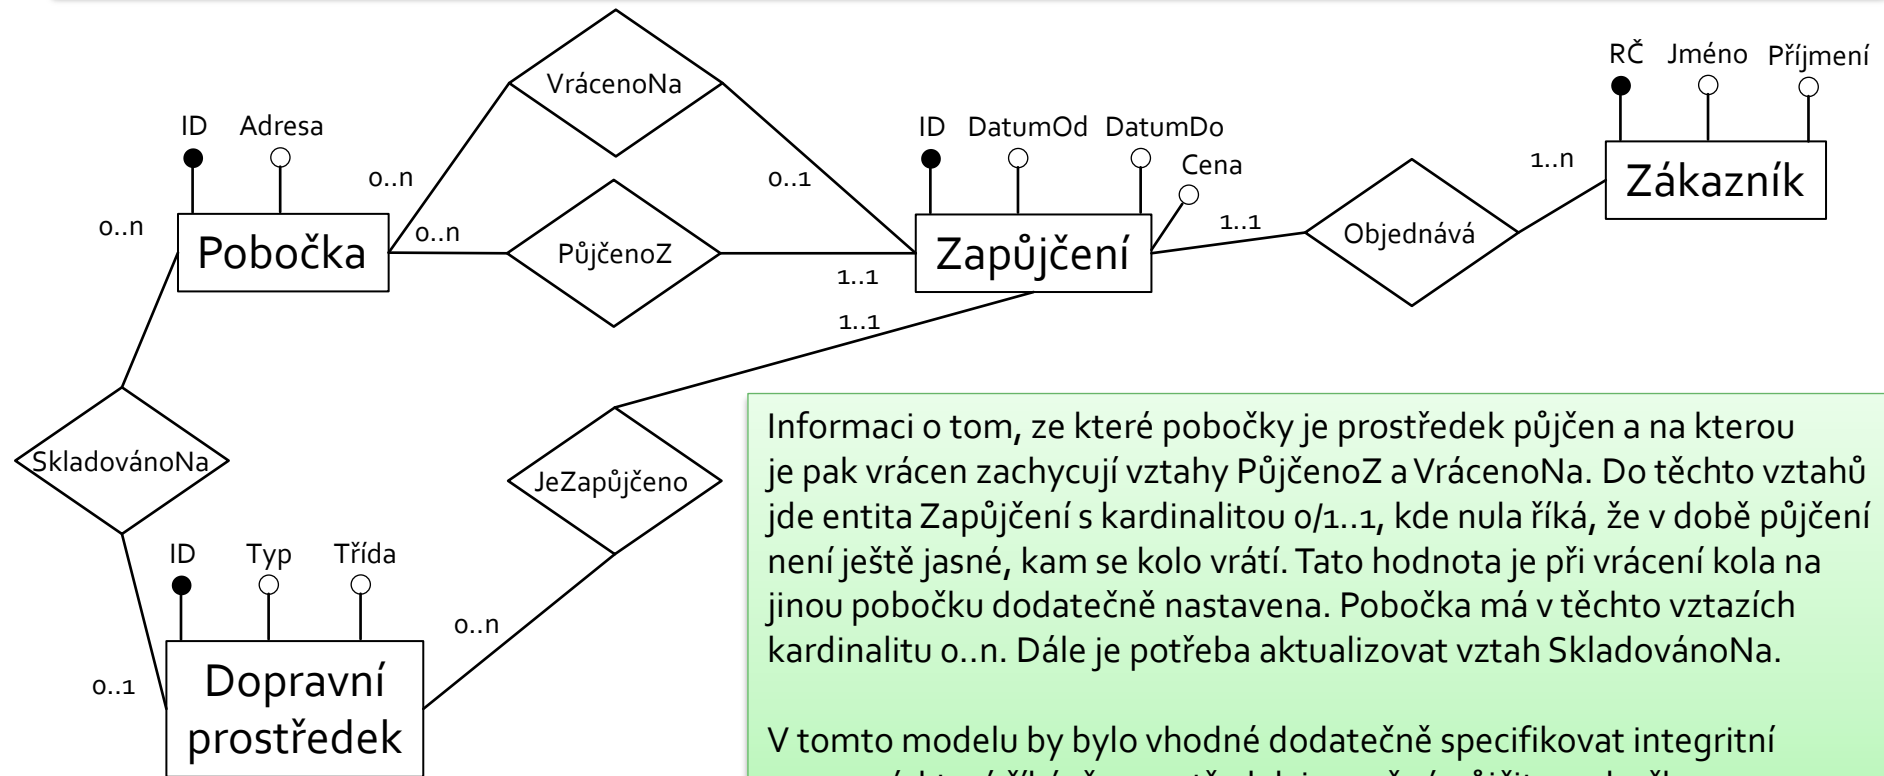 VrácenoNa
RČ Jméno Příjmení
ID Adresa
ID DatumOd DatumDo
Cena
0..n
0..1
1..n
0..n
0..n
1..1
Pobočka
PůjčenoZ
Zapůjčení
Objednává
Zákazník
1..1
1..1
SkladovánoNa
JeZapůjčeno
ID Typ Třída
0..n
0..1
Dopravní
prostředek
Informaci o tom, ze které pobočky je prostředek půjčen a na kterou
je pak vrácen zachycují vztahy PůjčenoZ a VrácenoNa. Do těchto vztahů
jde entita Zapůjčení s kardinalitou 0/1..1, kde nula říká, že v době půjčení
není ještě jasné, kam se kolo vrátí. Tato hodnota je při vrácení kola na
jinou pobočku dodatečně nastavena. Pobočka má v těchto vztazích
kardinalitu 0..n. Dále je potřeba aktualizovat vztah SkladovánoNa.
V tomto modelu by bylo vhodné dodatečně specifikovat integritní